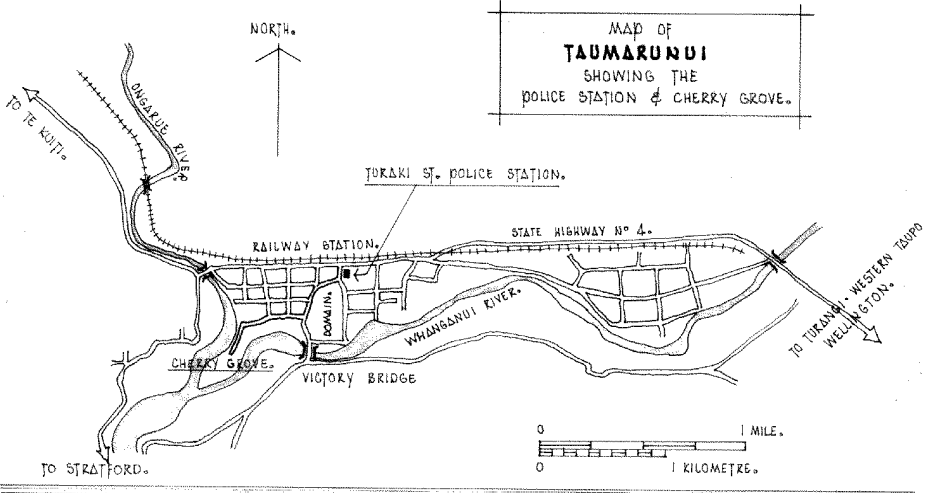 NORTH.
MAP OF
TAUMARUNUI
SHOWING THE
POLICE STATION & CHERRY GROVE.
TO TE KUITI.
ONGARUE RIVER.
TURAKI ST. POLICE STATION.
RAILWAY STATION.
STATE HIGHWAY Nº 4.
DOMAIN.
WHANGANUI RIVER.
TO TURANGI - WESTERN TAUPO
WELLINGTON.
CHERRY GROVE.
VICTORY BRIDGE
TO STRATFORD.
0 1 MILE.
0 1 KILOMETRE.